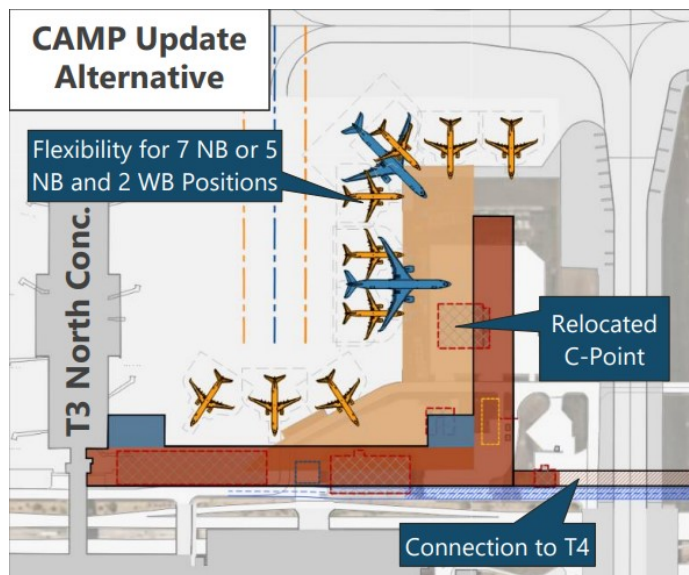 CAMP Update
Alternative
Flexibility for 7 NB or 5
NB and 2 WB Positions
T3 North Conc.
Relocated
C-Point
Connection to T4